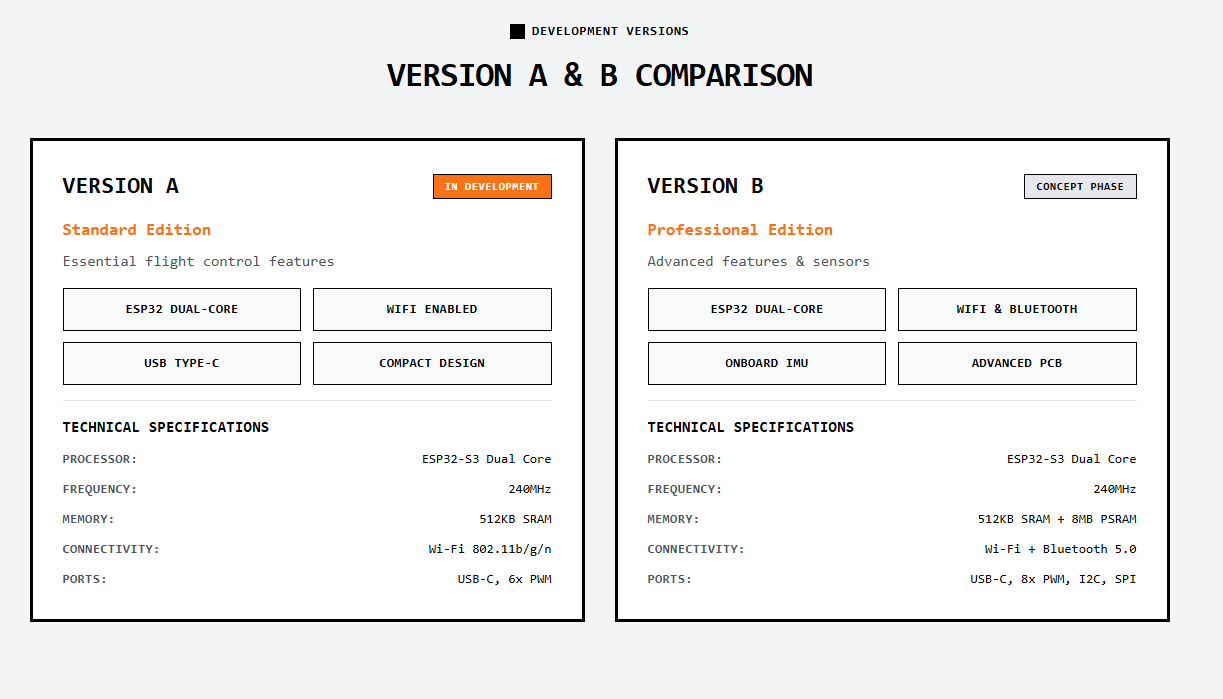 DEVELOPMENT VERSIONS
VERSION A & B COMPARISON
VERSION A
IN DEVELOPMENT
Standard Edition
Essential flight control features
ESP32 DUAL-CORE
WIFI ENABLED
USB TYPE-C
COMPACT DESIGN
TECHNICAL SPECIFICATIONS
PROCESSOR: ESP32-S3 Dual Core
FREQUENCY: 240MHz
MEMORY: 512KB SRAM
CONNECTIVITY: Wi-Fi 802.11b/g/n
PORTS: USB-C, 6x PWM
VERSION B
CONCEPT PHASE
Professional Edition
Advanced features & sensors
ESP32 DUAL-CORE
WIFI & BLUETOOTH
ONBOARD IMU
ADVANCED PCB
TECHNICAL SPECIFICATIONS
PROCESSOR: ESP32-S3 Dual Core
FREQUENCY: 240MHz
MEMORY: 512KB SRAM + 8MB PSRAM
CONNECTIVITY: Wi-Fi + Bluetooth 5.0
PORTS: USB-C, 8x PWM, I2C, SPI